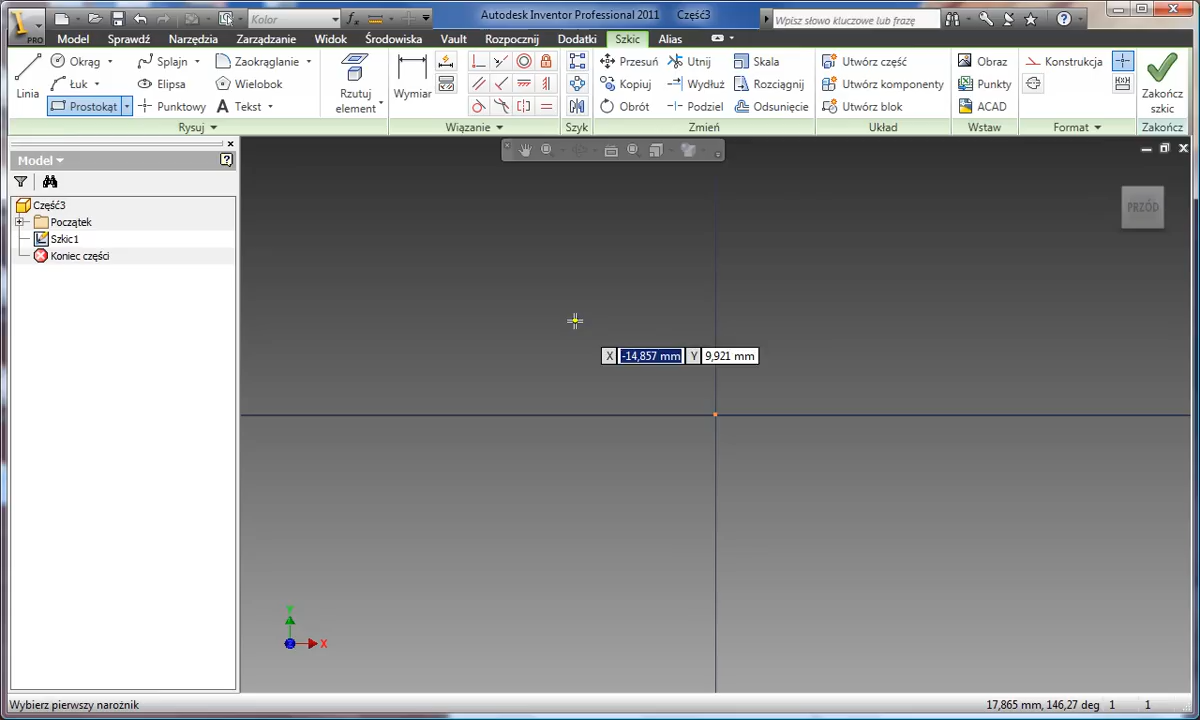 Kolor
Autodesk Inventor Professional 2011 Część3
Wpisz słowo kluczowe lub frazę
PRO
Model Sprawdź Narzędzia Zarządzanie Widok Środowiska Vault Rozpocznij Dodatki Szkic Alias
Linia
Okrąg
Łuk
Prostokąt
Splajn
Elipsa
Punktowy
Zaokrąglanie
Wielobok
Tekst
Rysuj
Rzutuj
element
Wymiar
Wiązanie
Szyk
Przesuń
Kopiuj
Obrót
Utnij
Wydłuż
Podziel
Skala
Rozciągnij
Odsunięcie
Zmień
Utwórz część
Utwórz komponenty
Utwórz blok
Układ
Obraz
Punkty
ACAD
Wstaw
Konstrukcja
Format
Zakończ
szkic
Zakończ
Model
Część3
Początek
Szkic1
Koniec części
PRZÓD
X -14,857 mm Y 9,921 mm
Y
Z
X
Wybierz pierwszy narożnik
17,865 mm, 146,27 deg 1 1